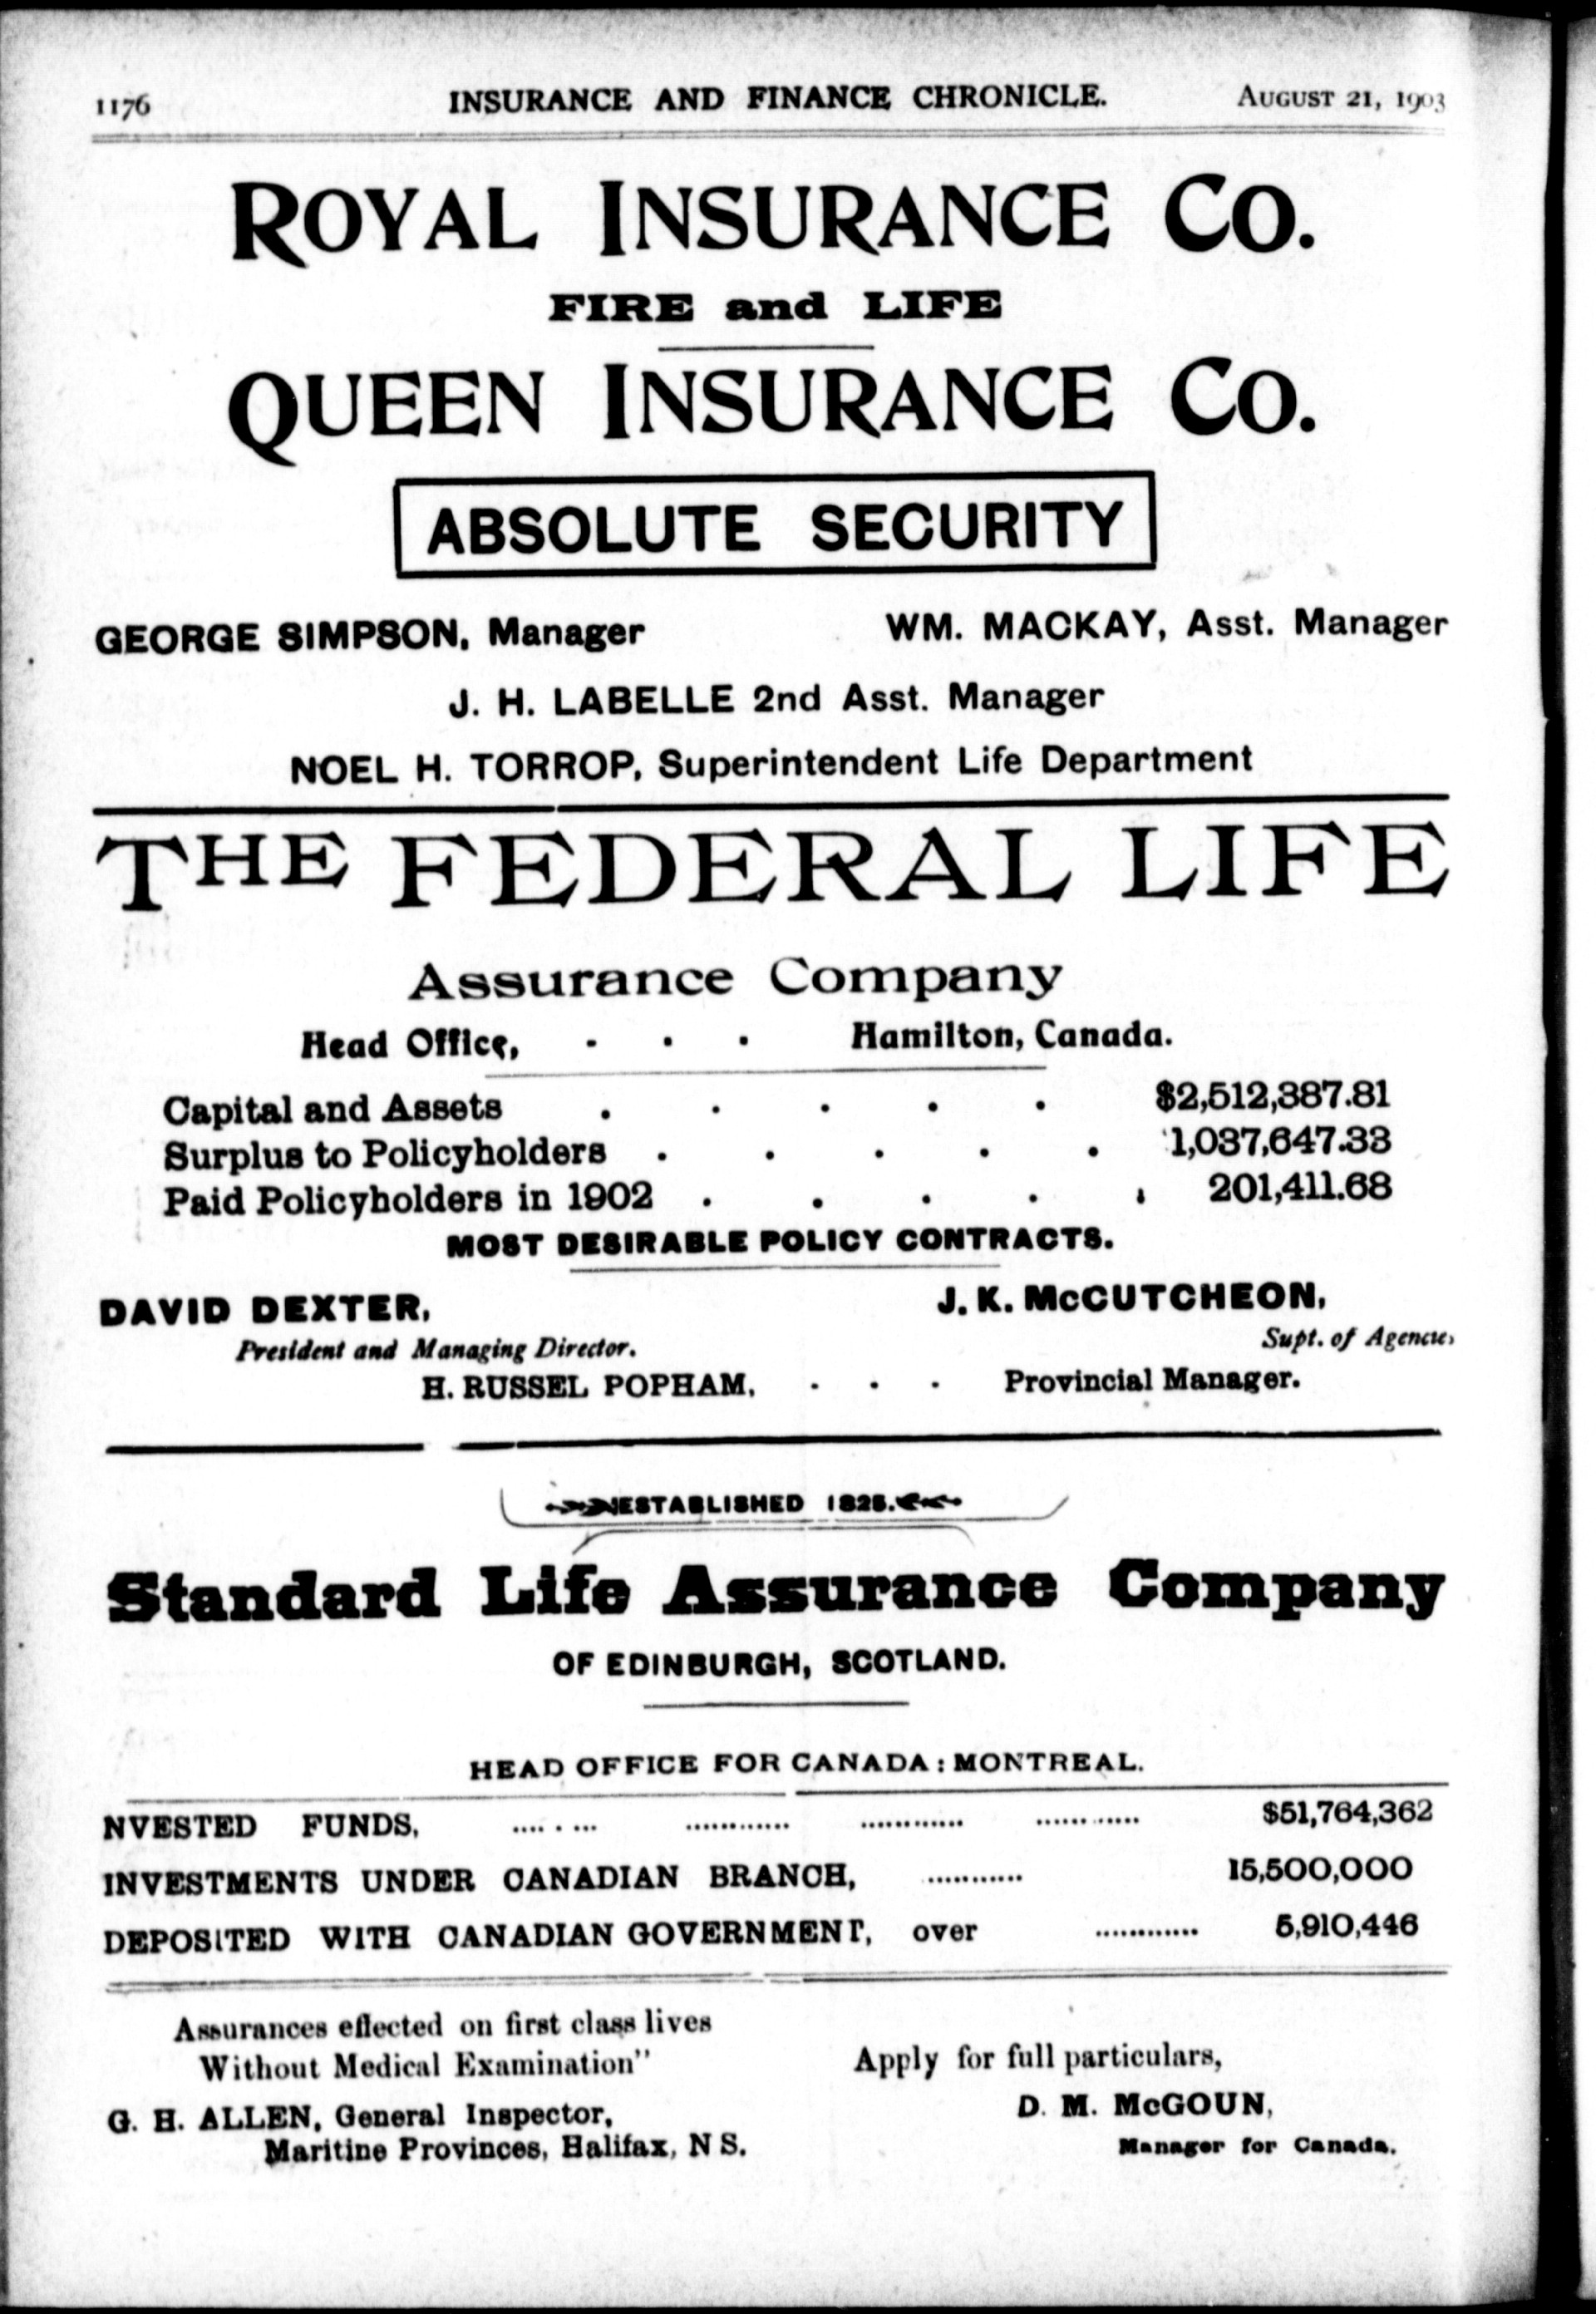 1176 INSURANCE AND FINANCE CHRONICLE. AUGUST 21, 1903
ROYAL INSURANCE CO.
FIRE and LIFE
QUEEN INSURANCE CO.
ABSOLUTE SECURITY
GEORGE SIMPSON, Manager WM. MACKAY, Asst. Manager
J. H. LABELLE 2nd Asst. Manager
NOEL H. TORROP, Superintendent Life Department
THE FEDERAL LIFE
Assurance Company
Head Office, - - - Hamilton, Canada.
Capital and Assets . . . . . $2,512,387.81
Surplus to Policyholders . . . . . 1,037,647.33
Paid Policyholders in 1902 . . . . . 201,411.68
MOST DESIRABLE POLICY CONTRACTS.
DAVID DEXTER, J. K. McCUTCHEON,
President and Managing Director. Supt. of Agencies
H. RUSSEL POPHAM, - - - Provincial Manager.
ESTABLISHED 1825.
Standard Life Assurance Company
OF EDINBURGH, SCOTLAND.
HEAD OFFICE FOR CANADA : MONTREAL.
NVESTED FUNDS, ....... ............ ............ ............ $51,764,362
INVESTMENTS UNDER CANADIAN BRANCH, ........... 15,500,000
DEPOSITED WITH CANADIAN GOVERNMENT, over ............ 5,910,446
Assurances effected on first class lives
Without Medical Examination" Apply for full particulars,
G. H. ALLEN, General Inspector, D. M. McGOUN,
Maritine Provinces, Halifax, N S. Manager for Canada.